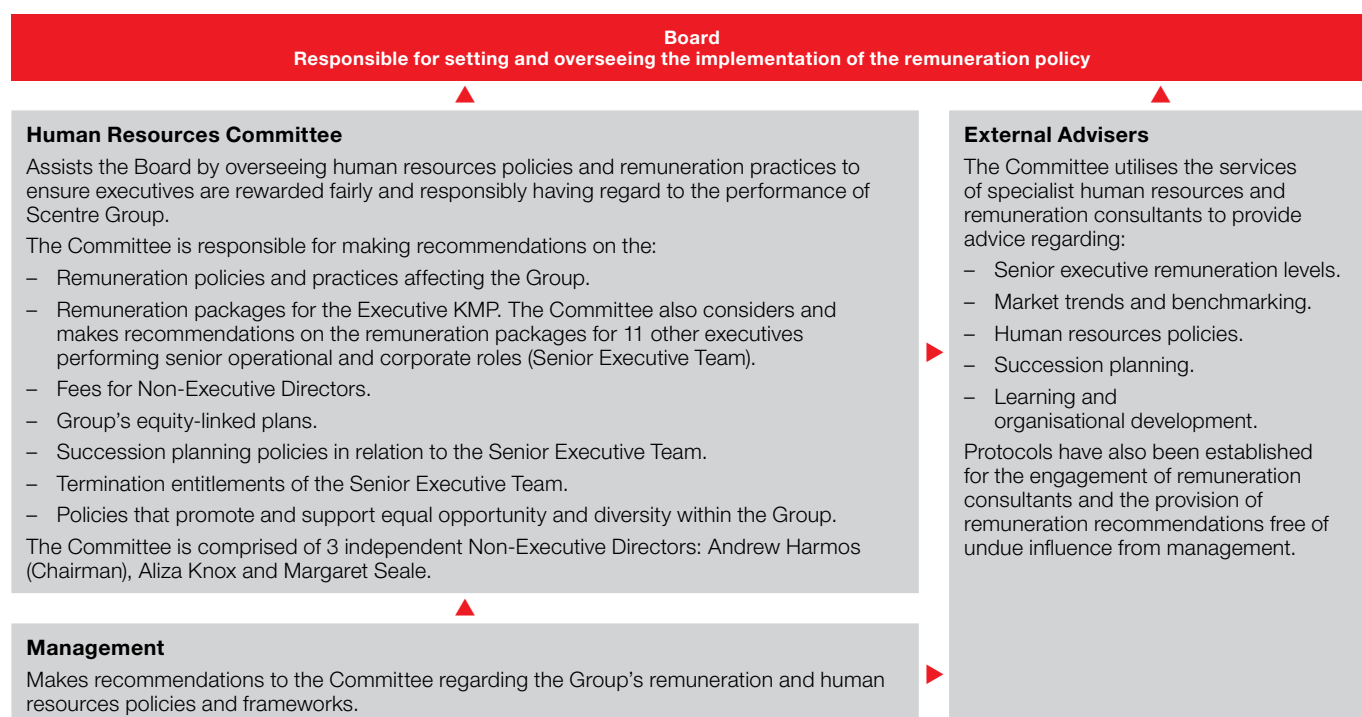 Board
Responsible for setting and overseeing the implementation of the remuneration policy
Human Resources Committee
Assists the Board by overseeing human resources policies and remuneration practices to
ensure executives are rewarded fairly and responsibly having regard to the performance of
Scentre Group.
The Committee is responsible for making recommendations on the:
– Remuneration policies and practices affecting the Group.
– Remuneration packages for the Executive KMP. The Committee also considers and
makes recommendations on the remuneration packages for 11 other executives
performing senior operational and corporate roles (Senior Executive Team).
– Fees for Non-Executive Directors.
– Group's equity-linked plans.
– Succession planning policies in relation to the Senior Executive Team.
– Termination entitlements of the Senior Executive Team.
– Policies that promote and support equal opportunity and diversity within the Group.
The Committee is comprised of 3 independent Non-Executive Directors: Andrew Harmos
(Chairman), Aliza Knox and Margaret Seale.
External Advisers
The Committee utilises the services
of specialist human resources and
remuneration consultants to provide
advice regarding:
– Senior executive remuneration levels.
– Market trends and benchmarking.
– Human resources policies.
– Succession planning.
– Learning and
organisational development.
Protocols have also been established
for the engagement of remuneration
consultants and the provision of
remuneration recommendations free of
undue influence from management.
Management
Makes recommendations to the Committee regarding the Group's remuneration and human
resources policies and frameworks.